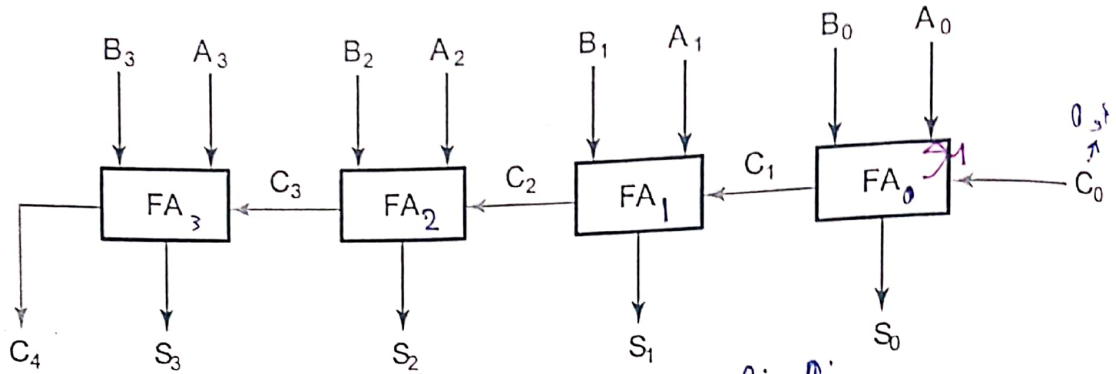 B₃ A₃ B₂ A₂ B₁ A₁ B₀ A₀
FA₃ C₃ FA₂ C₂ FA₁ C₁ FA₀ C₀
C₄ S₃ S₂ S₁ S₀